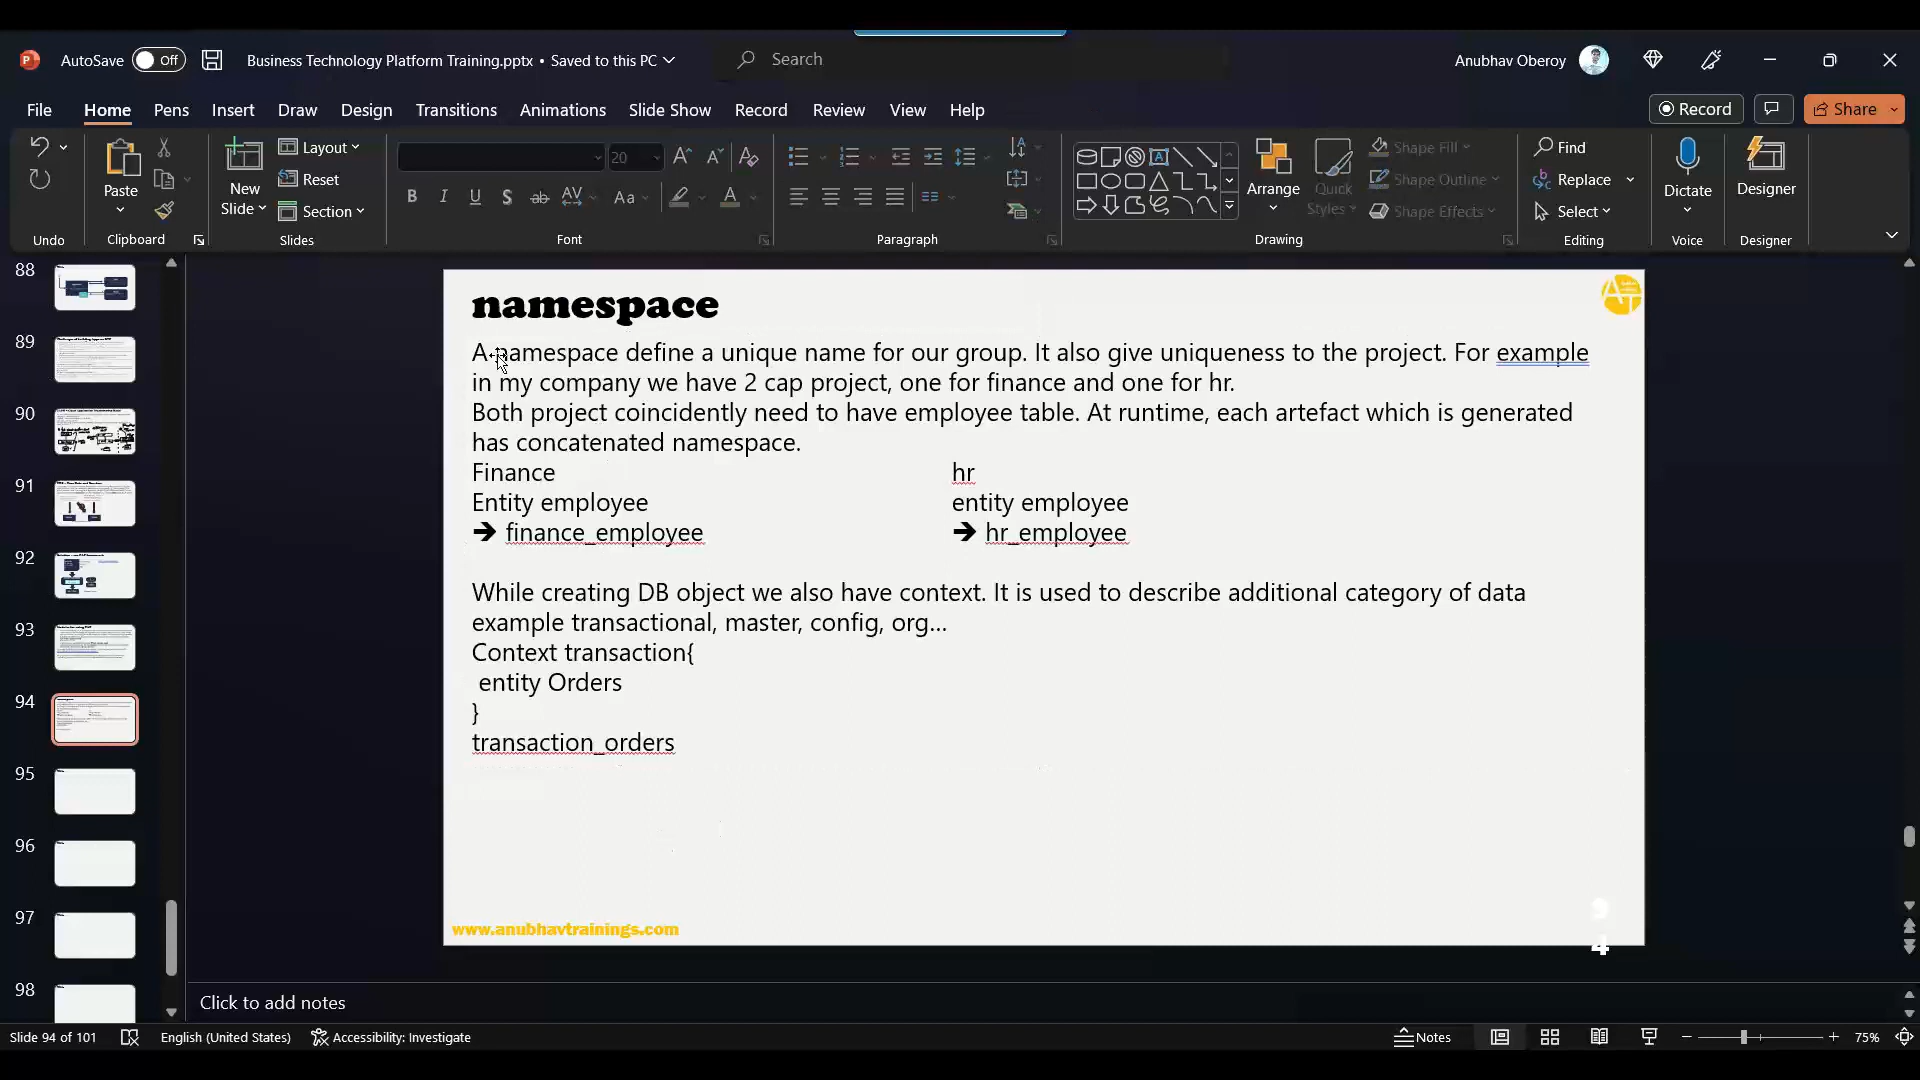 AutoSave Off Business Technology Platform Training.pptx • Saved to this PC Search Anubhav Oberoy
File Home Pens Insert Draw Design Transitions Animations Slide Show Record Review View Help Record Share
Paste New Slide Layout Reset Section 20 Arrange Quick Styles Shape Fill Shape Outline Shape Effects Find Replace Select Dictate Designer
B I U S ab AV Aa A
Undo Clipboard Slides Font Paragraph Drawing Editing Voice Designer
88
89
90
91
92
93
94
95
96
97
98
namespace
A namespace define a unique name for our group. It also give uniqueness to the project. For example
in my company we have 2 cap project, one for finance and one for hr.
Both project coincidently need to have employee table. At runtime, each artefact which is generated
has concatenated namespace.
Finance hr
Entity employee entity employee
➔ finance_employee ➔ hr_employee
While creating DB object we also have context. It is used to describe additional category of data
example transactional, master, config, org...
Context transaction{
entity Orders
}
transaction_orders
www.anubhavtrainings.com
9
4
Click to add notes
Slide 94 of 101 English (United States) Accessibility: Investigate Notes 75%